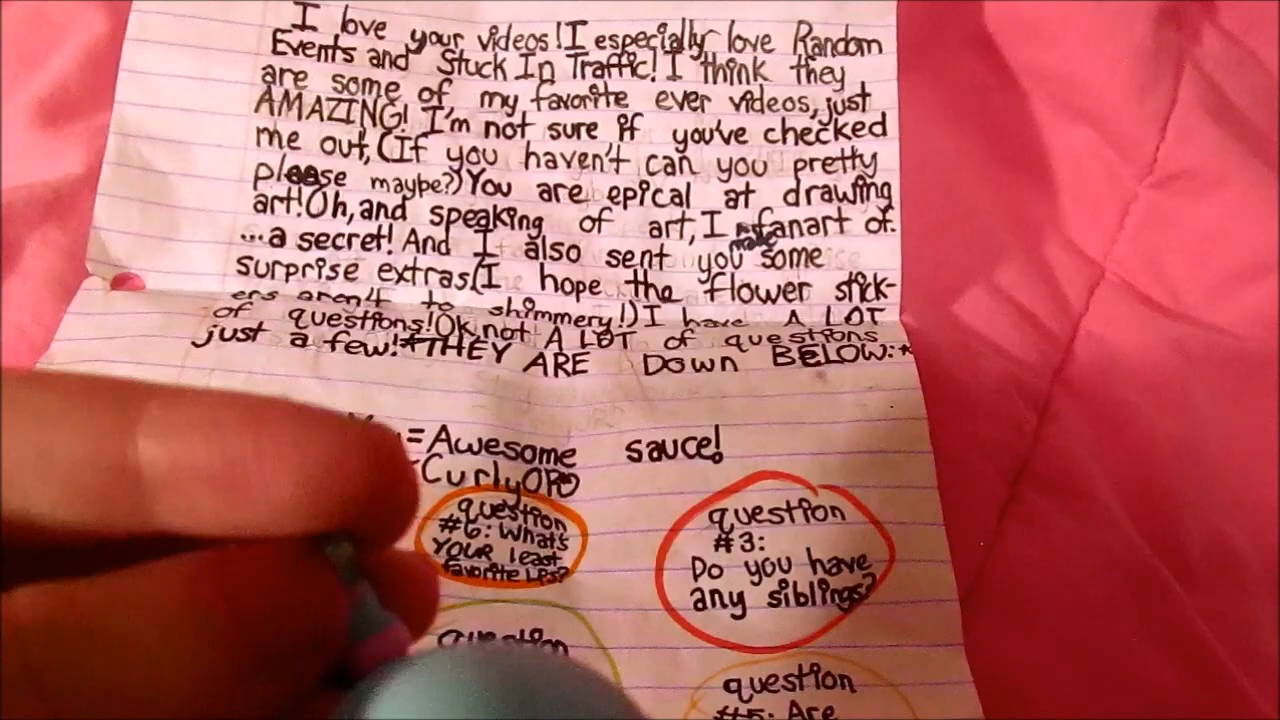 I love your videos! I especially love Random
Events and Stuck In Traffic! I think they
are some of my favorite ever videos, just
AMAZING! I'm not sure if you've checked
me out, (If you haven't can you pretty
please maybe?) You are epical at drawing
art! Oh, and speaking of art, I made fanart of.
...a secret! And I also sent you some
surprise extras(I hope the flower stick-
ers aren't to shimmery!) I have A LOT
of questions! Ok not A LOT of questions
just a few! *THEY ARE DOWN BELOW:*
=Awesome sauce!
CurlyOPO
question
#6: What's
YOUR least
favorite LPS?
question
#3:
Do you have
any siblings?
question
question
#5: Are